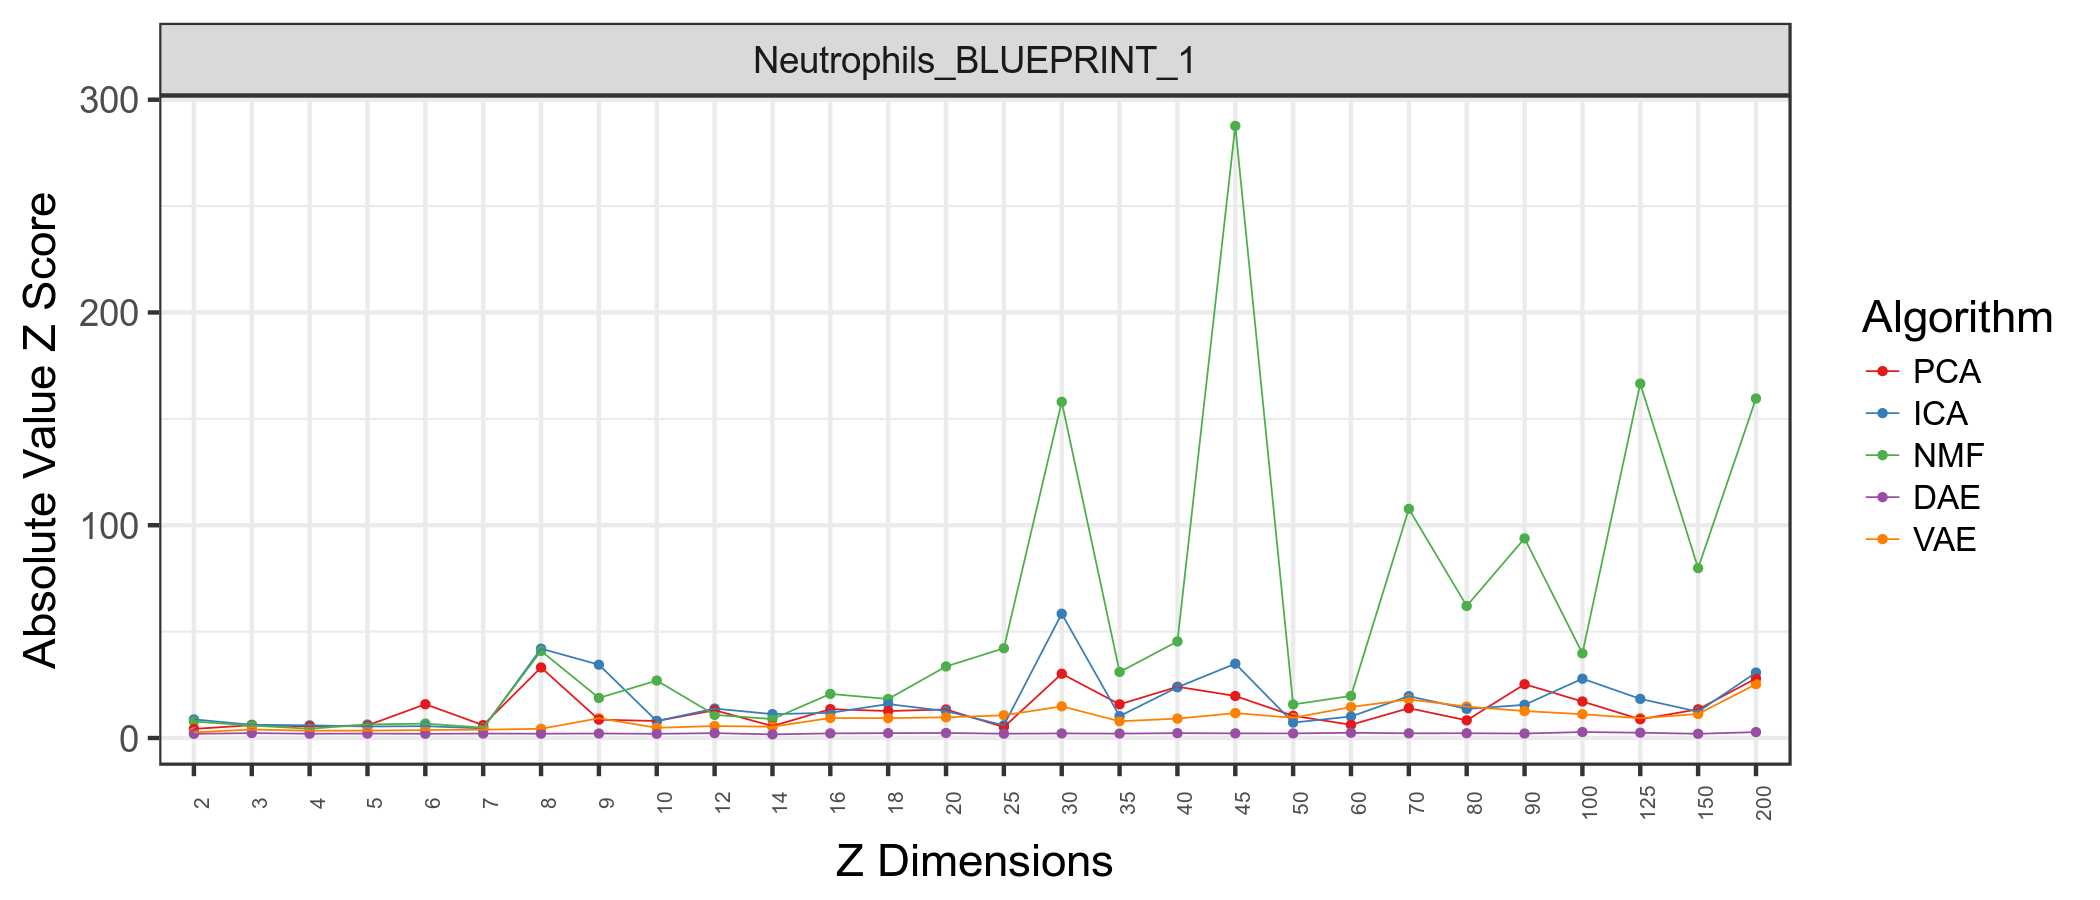 Neutrophils_BLUEPRINT_1
Absolute Value Z Score
300
200
100
0
2 3 4 5 6 7 8 9 10 12 14 16 18 20 25 30 35 40 45 50 60 70 80 90 100 125 150 200
Z Dimensions
Algorithm
PCA
ICA
NMF
DAE
VAE